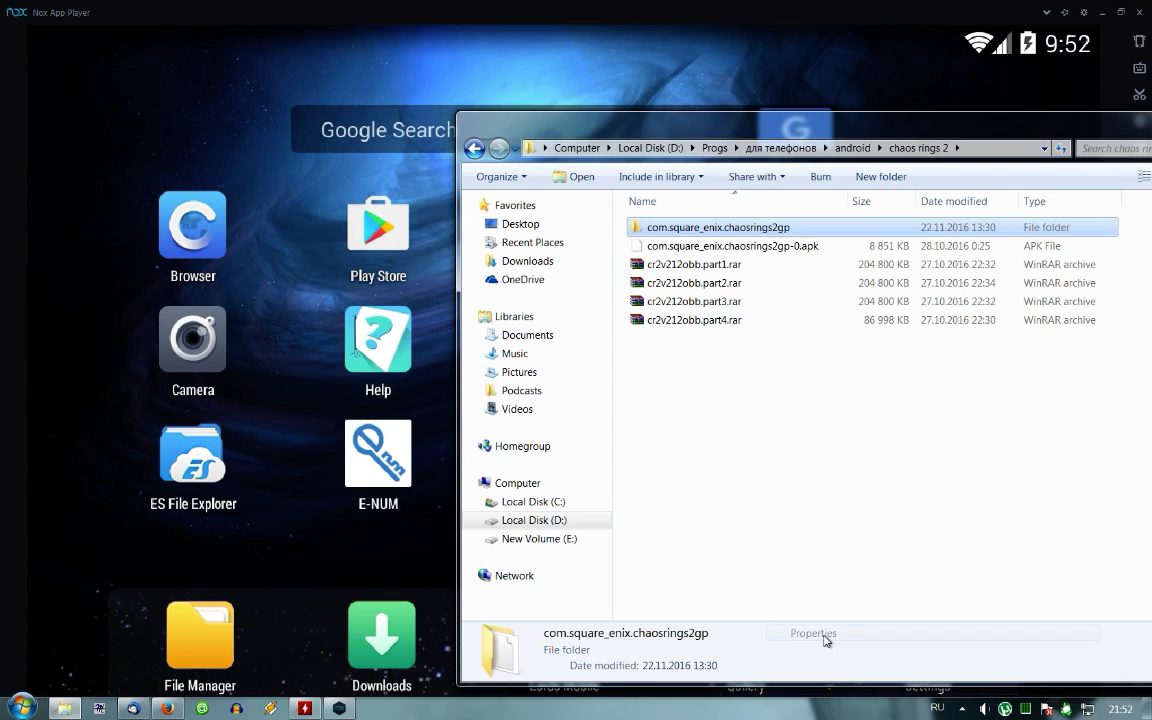 nox Nox App Player
9:52
Google Search
G
Computer Local Disk (D:) Progs для телефонов android chaos rings 2
Organize Open Include in library Share with Burn New folder
Favorites
Desktop
Recent Places
Downloads
OneDrive
Libraries
Documents
Music
Pictures
Podcasts
Videos
Homegroup
Computer
Local Disk (C:)
Local Disk (D:)
New Volume (E:)
Network
Name Size Date modified Type
com.square_enix.chaosrings2gp 22.11.2016 13:30 File folder
com.square_enix.chaosrings2gp-0.apk 8 851 KB 28.10.2016 0:25 APK File
cr2v212obb.part1.rar 204 800 KB 27.10.2016 22:32 WinRAR archive
cr2v212obb.part2.rar 204 800 KB 27.10.2016 22:34 WinRAR archive
cr2v212obb.part3.rar 204 800 KB 27.10.2016 22:32 WinRAR archive
cr2v212obb.part4.rar 86 998 KB 27.10.2016 22:30 WinRAR archive
com.square_enix.chaosrings2gp
File folder
Date modified: 22.11.2016 13:30
Properties
Browser
Play Store
Camera
Help
ES
ES File Explorer
E-NUM
File Manager
Downloads
RU
21:52